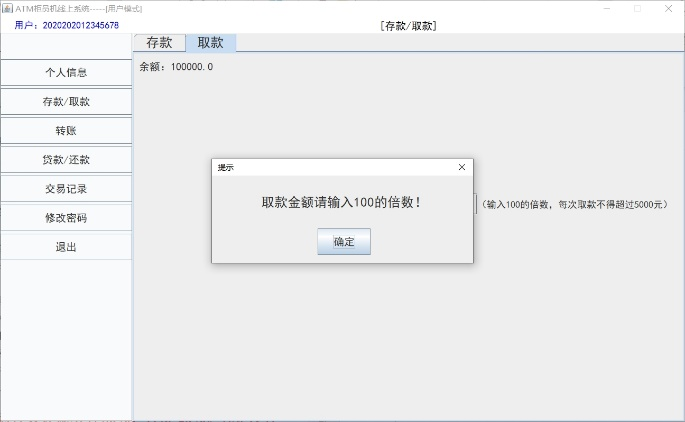 ATM柜员机线上系统-----[用户模式]
用户：2020202012345678
[存款/取款]
存款 取款
余额：100000.0
个人信息
存款/取款
转账
贷款/还款
交易记录
修改密码
退出
提示
取款金额请输入100的倍数！
确定
（输入100的倍数，每次取款不得超过5000元）